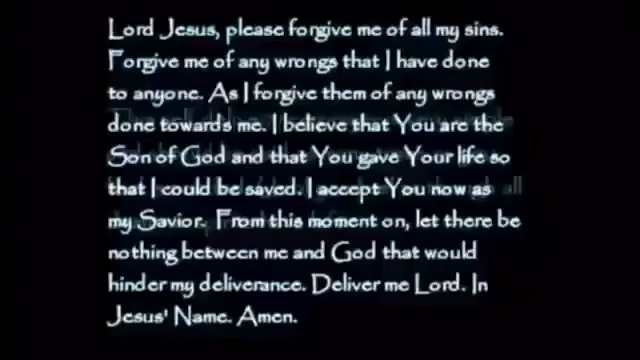 Lord Jesus, please forgive me of all my sins.
Forgive me of any wrongs that I have done
to anyone. As I forgive them of any wrongs
done towards me. I believe that You are the
Son of God and that You gave Your life so
that I could be saved. I accept You now as
my Savior. From this moment on, let there be
nothing between me and God that would
hinder my deliverance. Deliver me Lord. In
Jesus' Name. Amen.